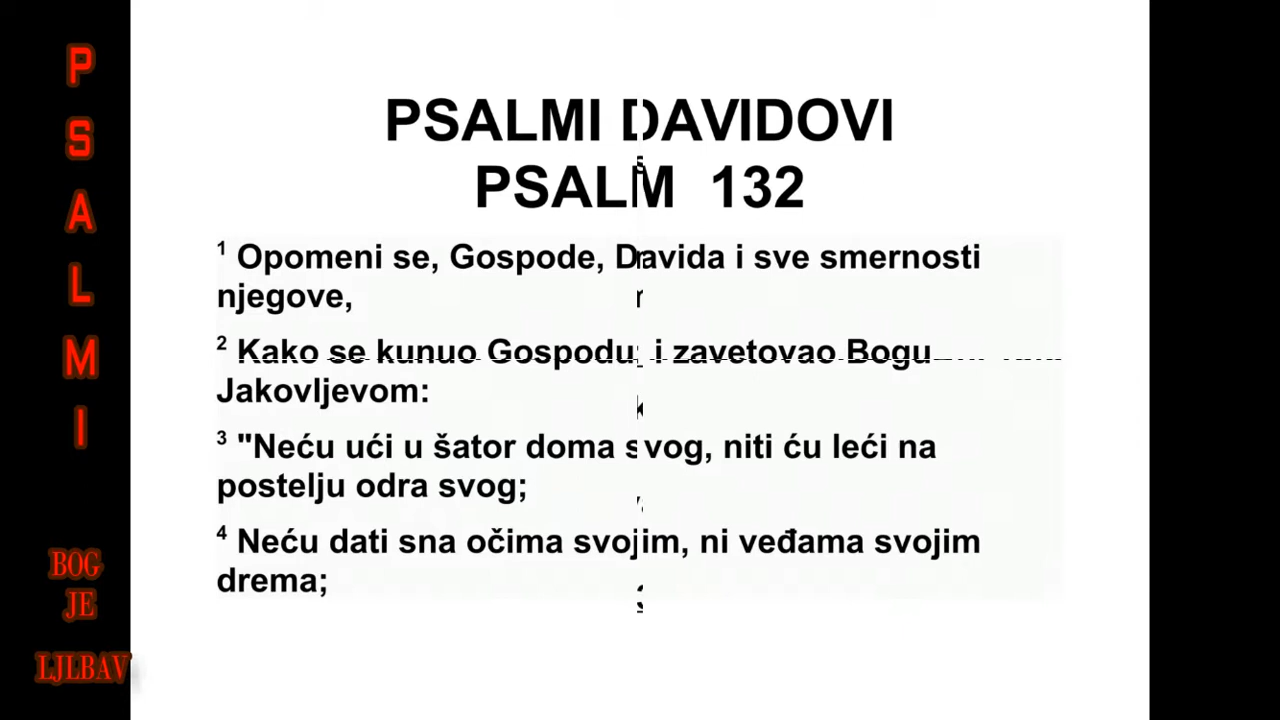 P
S
A
L
M
I
BOG
JE
LJLBAV
PSALMI DAVIDOVI
PSALM 132
1 Opomeni se, Gospode, Davida i sve smernosti
njegove,
2 Kako se kunuo Gospodu i zavetovao Bogu
Jakovljevom:
3 "Neću ući u šator doma svog, niti ću leći na
postelju odra svog;
4 Neću dati sna očima svojim, ni veđama svojim
drema;